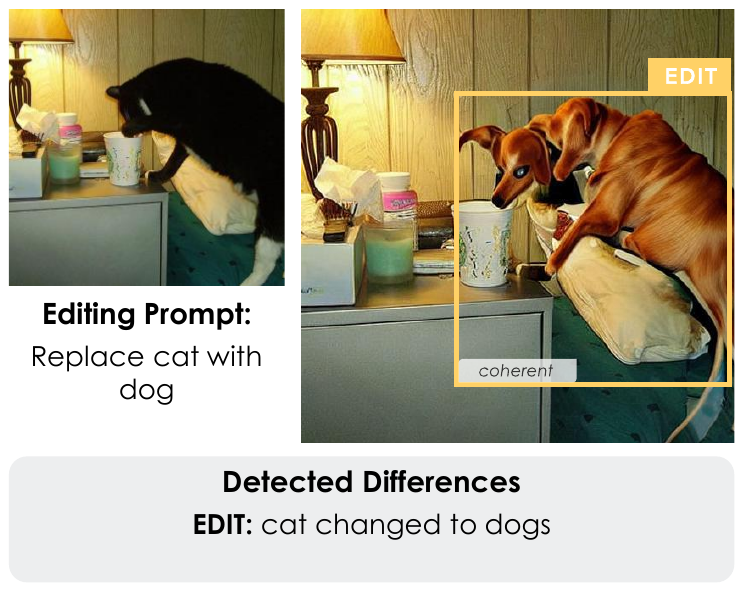 EDIT
coherent
Editing Prompt:
Replace cat with
dog
Detected Differences
EDIT: cat changed to dogs